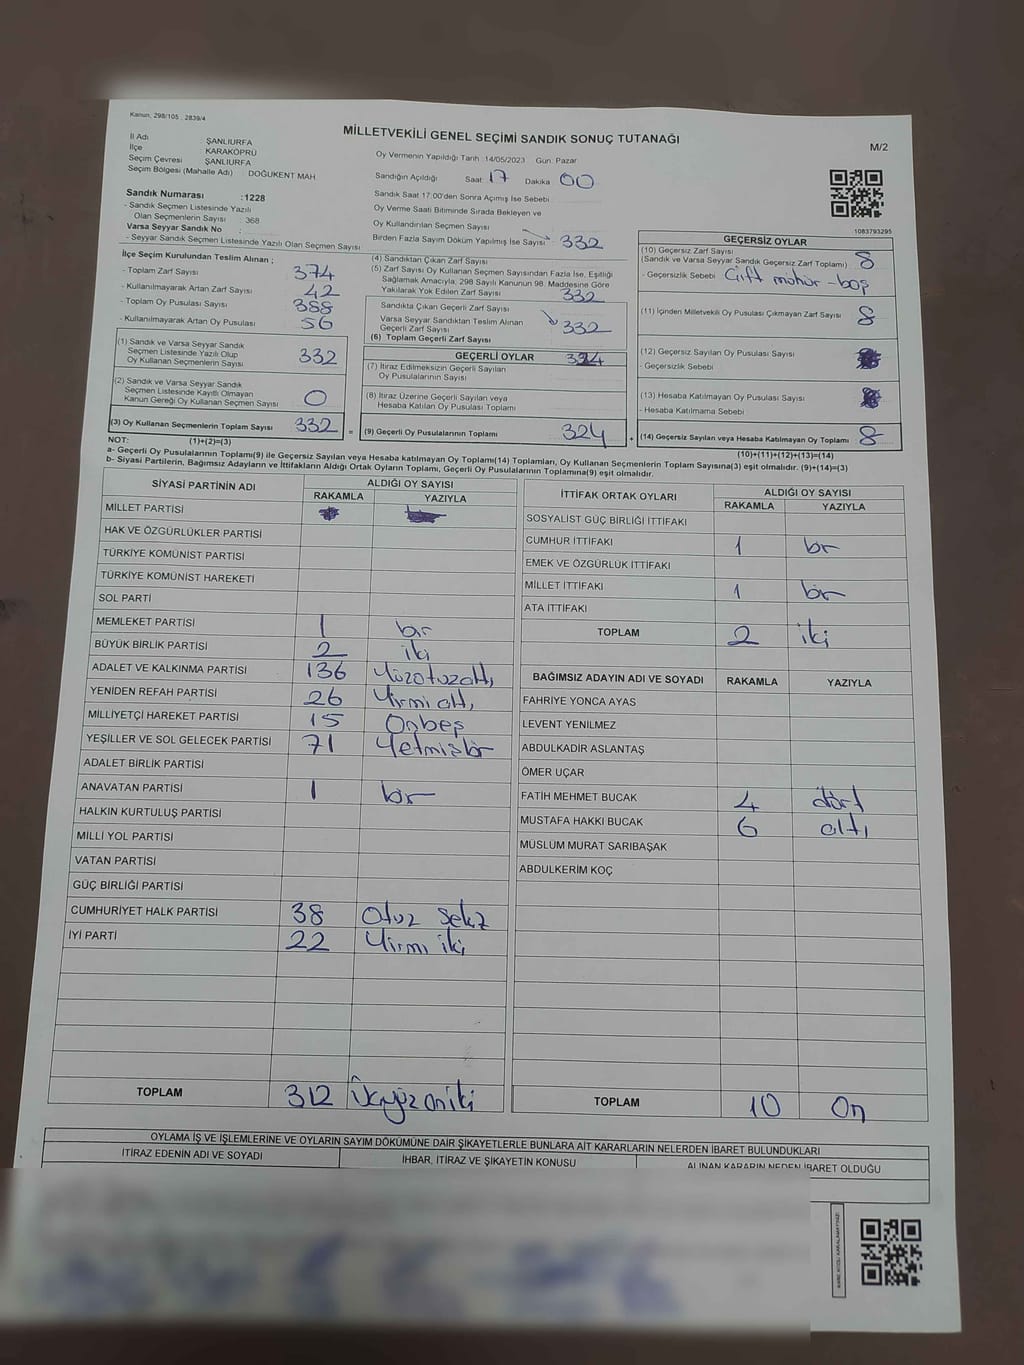 Kanun, 298/105 , 2839/4
MİLLETVEKİLİ GENEL SEÇİMİ SANDIK SONUÇ TUTANAĞI
M/2
İl Adı : ŞANLIURFA
İlçe KARAKÖPRÜ
Seçim Çevresi ŞANLIURFA
Seçim Bölgesi (Mahalle Adı) : DOĞUKENT MAH.
Sandık Numarası :1228
- Sandık Seçmen Listesinde Yazılı
Olan Seçmenlerin Sayısı : 368
Varsa Seyyar Sandık No :
- Seyyar Sandık Seçmen Listesinde Yazılı Olan Seçmen Sayısı
Oy Vermenin Yapıldığı Tarih :14/05/2023 Gün: Pazar
Sandığın Açıldığı Saat 17 Dakika 00
Sandık Saat 17:00'den Sonra Açımış İse Sebebi
Oy Verme Saati Bitiminde Sırada Bekleyen ve
Oy Kullandırılan Seçmen Sayısı
Birden Fazla Sayım Döküm Yapılmış İse Sayısı 332
1083793295
İlçe Seçim Kurulundan Teslim Alınan ;
- Toplam Zarf Sayısı 374
- Kullanılmayarak Artan Zarf Sayısı 42
- Toplam Oy Pusulası Sayısı 388
- Kullanılmayarak Artan Oy Pusulası 56
(1) Sandık ve Varsa Seyyar Sandık
Seçmen Listesinde Yazılı Olup
Oy Kullanan Seçmenlerin Sayısı 332
(2) Sandık ve Varsa Seyyar Sandık
Seçmen Listesinde Kayıtlı Olmayan
Kanun Gereği Oy Kullanan Seçmen Sayısı 0
(3) Oy Kullanan Seçmenlerin Toplam Sayısı 332 =
(4) Sandıktan Çıkan Zarf Sayısı
(5) Zarf Sayısı Oy Kullanan Seçmen Sayısından Fazla İse, Eşitliği
Sağlamak Amacıyla; 298 Sayılı Kanunun 98. Maddesine Göre
Yakılarak Yok Edilen Zarf Sayısı 332
Sandıkta Çıkan Geçerli Zarf Sayısı
Varsa Seyyar Sandıktan Teslim Alınan
Geçerli Zarf Sayısı 332
(6) Toplam Geçerli Zarf Sayısı
GEÇERLİ OYLAR 324
(7) İtiraz Edilmeksizin Geçerli Sayılan
Oy Pusulalarının Sayısı
(8) İtiraz Üzerine Geçerli Sayılan veya
Hesaba Katılan Oy Pusulası Toplamı
(9) Geçerli Oy Pusulalarının Toplamı 324 +
GEÇERSİZ OYLAR
(10) Geçersiz Zarf Sayısı
(Sandık ve Varsa Seyyar Sandık Geçersiz Zarf Toplamı) 8
- Geçersizlik Sebebi Çift mühür - boş
(11) İçinden Milletvekili Oy Pusulası Çıkmayan Zarf Sayısı 8
(12) Geçersiz Sayılan Oy Pusulası Sayısı
- Geçersizlik Sebebi
(13) Hesaba Katılmayan Oy Pusulası Sayısı
- Hesaba Katılmama Sebebi
(14) Geçersiz Sayılan veya Hesaba Katılmayan Oy Toplamı 8
(10)+(11)+(12)+(13)=(14)
NOT: (1)+(2)=(3)
a- Geçerli Oy Pusulalarının Toplamı(9) ile Geçersiz Sayılan veya Hesaba katılmayan Oy Toplamı(14) Toplamları, Oy Kullanan Seçmenlerin Toplam Sayısına(3) eşit olmalıdır. (9)+(14)=(3)
b- Siyasi Partilerin, Bağımsız Adayların ve İttifakların Aldığı Ortak Oyların Toplamı, Geçerli Oy Pusulalarının Toplamına(9) eşit olmalıdır.
SİYASİ PARTİNİN ADI ALDIĞI OY SAYISI
RAKAMLA YAZIYLA
MİLLET PARTİSİ
HAK VE ÖZGÜRLÜKLER PARTİSİ
TÜRKİYE KOMÜNİST PARTİSİ
TÜRKİYE KOMÜNİST HAREKETİ
SOL PARTİ
MEMLEKET PARTİSİ 1 bir
BÜYÜK BİRLİK PARTİSİ 2 iki
ADALET VE KALKINMA PARTİSİ 136 Yüzotuzaltı
YENİDEN REFAH PARTİSİ 26 Yirmi altı
MİLLİYETÇİ HAREKET PARTİSİ 15 Onbeş
YEŞİLLER VE SOL GELECEK PARTİSİ 71 Yetmişbir
ADALET BİRLİK PARTİSİ
ANAVATAN PARTİSİ 1 bir
HALKIN KURTULUŞ PARTİSİ
MİLLİ YOL PARTİSİ
VATAN PARTİSİ
GÜÇ BİRLİĞİ PARTİSİ
CUMHURİYET HALK PARTİSİ 38 Otuz Sekiz
İYİ PARTİ 22 Yirmi iki
TOPLAM 312 Üçyüz oniki
İTTİFAK ORTAK OYLARI ALDIĞI OY SAYISI
RAKAMLA YAZIYLA
SOSYALİST GÜÇ BİRLİĞİ İTTİFAKI
CUMHUR İTTİFAKI 1 bir
EMEK VE ÖZGÜRLÜK İTTİFAKI
MİLLET İTTİFAKI 1 bir
ATA İTTİFAKI
TOPLAM 2 iki
BAĞIMSIZ ADAYIN ADI VE SOYADI RAKAMLA YAZIYLA
FAHRİYE YONCA AYAS
LEVENT YENİLMEZ
ABDULKADİR ASLANTAŞ
ÖMER UÇAR
FATİH MEHMET BUCAK 4 dört
MUSTAFA HAKKI BUCAK 6 altı
MÜSLÜM MURAT SARIBAŞAK
ABDULKERİM KOÇ
TOPLAM 10 On
OYLAMA İŞ VE İŞLEMLERİNE VE OYLARIN SAYIM DÖKÜMÜNE DAİR ŞİKAYETLERLE BUNLARA AİT KARARLARIN NELERDEN İBARET BULUNDUKLARI
İTİRAZ EDENİN ADI VE SOYADI İHBAR, İTİRAZ VE ŞİKAYETİN KONUSU ALINAN KARARIN NEDEN İBARET OLDUĞU
KARE KODU KARALAMAYINIZ!